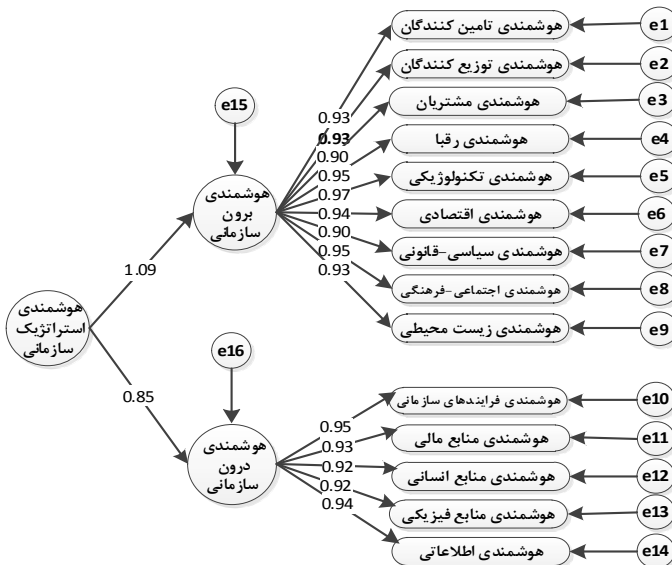 هوشمندی تامین کنندگان
e1
هوشمندی توزیع کنندگان
e2
هوشمندی مشتریان
e3
هوشمندی رقبا
e4
هوشمندی تکنولوژیکی
e5
هوشمندی اقتصادی
e6
هوشمندی سیاسی-قانونی
e7
هوشمندی اجتماعی-فرهنگی
e8
هوشمندی زیست محیطی
e9
e15
0.93
0.93
0.90
0.95
0.97
0.94
0.90
0.95
0.93
هوشمندی
برون
سازمانی
1.09
هوشمندی
استراتژیک
سازمانی
0.85
e16
هوشمندی
درون
سازمانی
0.95
0.93
0.92
0.92
0.94
هوشمندی فرایندهای سازمانی
e10
هوشمندی منابع مالی
e11
هوشمندی منابع انسانی
e12
هوشمندی منابع فیزیکی
e13
هوشمندی اطلاعاتی
e14